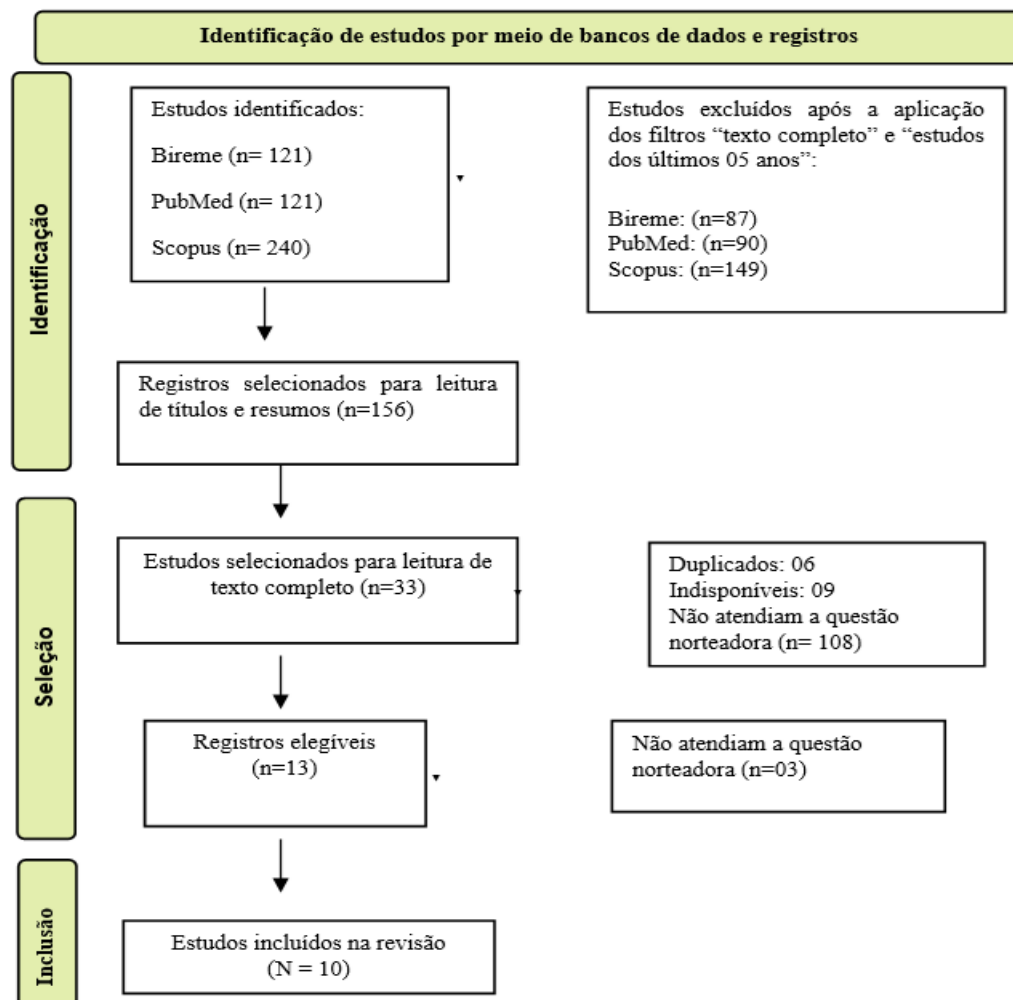 Identificação de estudos por meio de bancos de dados e registros
Identificação
Estudos identificados:
Bireme (n= 121)
PubMed (n= 121)
Scopus (n= 240)
Estudos excluídos após a aplicação
dos filtros “texto completo” e “estudos
dos últimos 05 anos”:
Bireme: (n=87)
PubMed: (n=90)
Scopus: (n=149)
Registros selecionados para leitura
de títulos e resumos (n=156)
Seleção
Estudos selecionados para leitura de
texto completo (n=33)
Duplicados: 06
Indisponíveis: 09
Não atendiam a questão
norteadora (n= 108)
Registros elegíveis
(n=13)
Não atendiam a questão
norteadora (n=03)
Inclusão
Estudos incluídos na revisão
(N = 10)